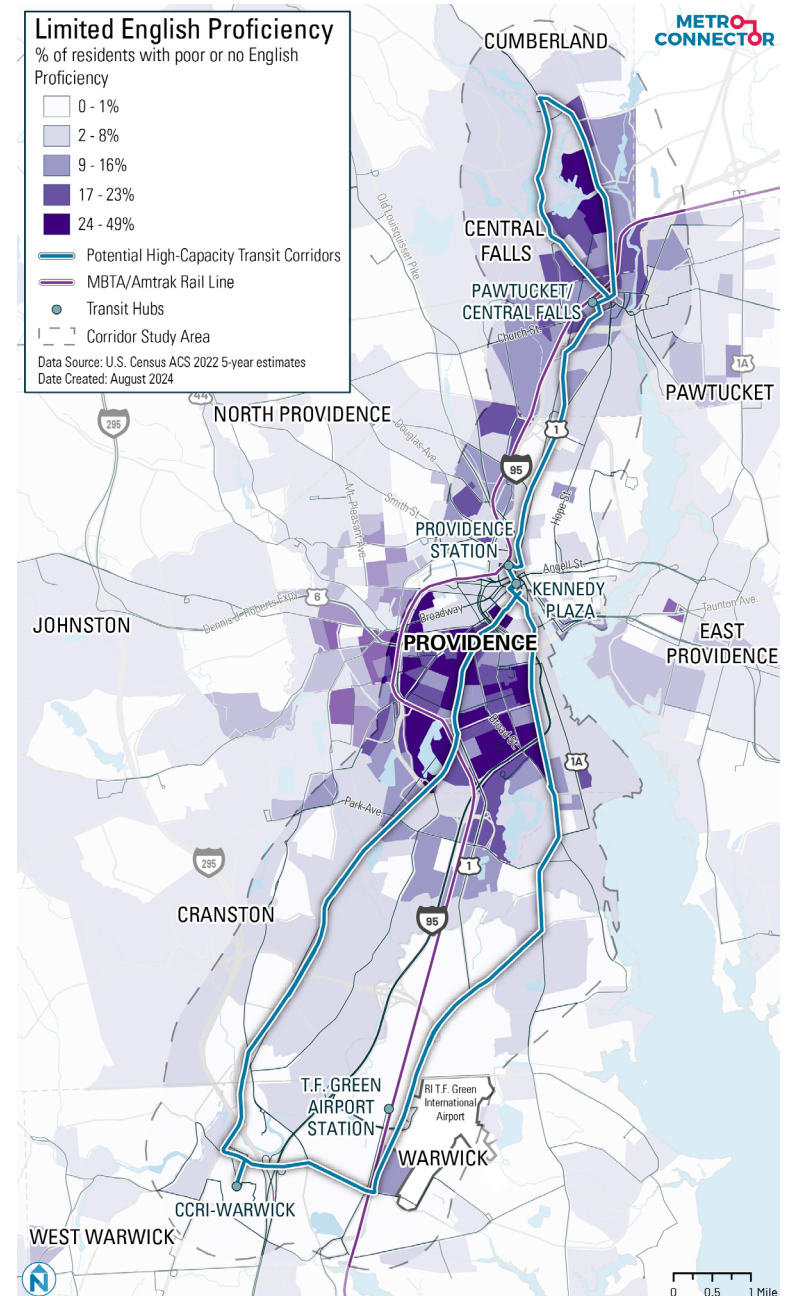 Limited English Proficiency
% of residents with poor or no English
Proficiency
0 - 1%
2 - 8%
9 - 16%
17 - 23%
24 - 49%
Potential High-Capacity Transit Corridors
MBTA/Amtrak Rail Line
Transit Hubs
Corridor Study Area
Data Source: U.S. Census ACS 2022 5-year estimates
Date Created: August 2024
METRO
CONNECTOR
CUMBERLAND
Old Louisquisset Pike
CENTRAL
FALLS
PAWTUCKET/
CENTRAL FALLS
Church St.
1A
PAWTUCKET
44
NORTH PROVIDENCE
295
Douglas Ave.
1
95
Mt. Pleasant Ave.
Smith St.
Hope St.
PROVIDENCE
STATION
Angell St.
KENNEDY
PLAZA
6
Dennis J. Roberts Expy
Broadway
Taunton Ave.
JOHNSTON
PROVIDENCE
EAST
PROVIDENCE
Broad St.
1A
Park Ave.
295
1
CRANSTON
95
T.F. GREEN
AIRPORT
STATION
RI T.F. Green
International
Airport
WARWICK
CCRI-WARWICK
WEST WARWICK
N
0 0.5 1 Mile